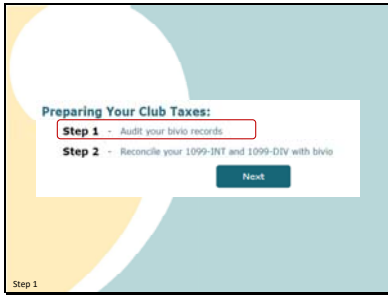 Preparing Your Club Taxes:
Step 1 - Audit your bivio records
Step 2 - Reconcile your 1099-INT and 1099-DIV with bivio
Next
Step 1